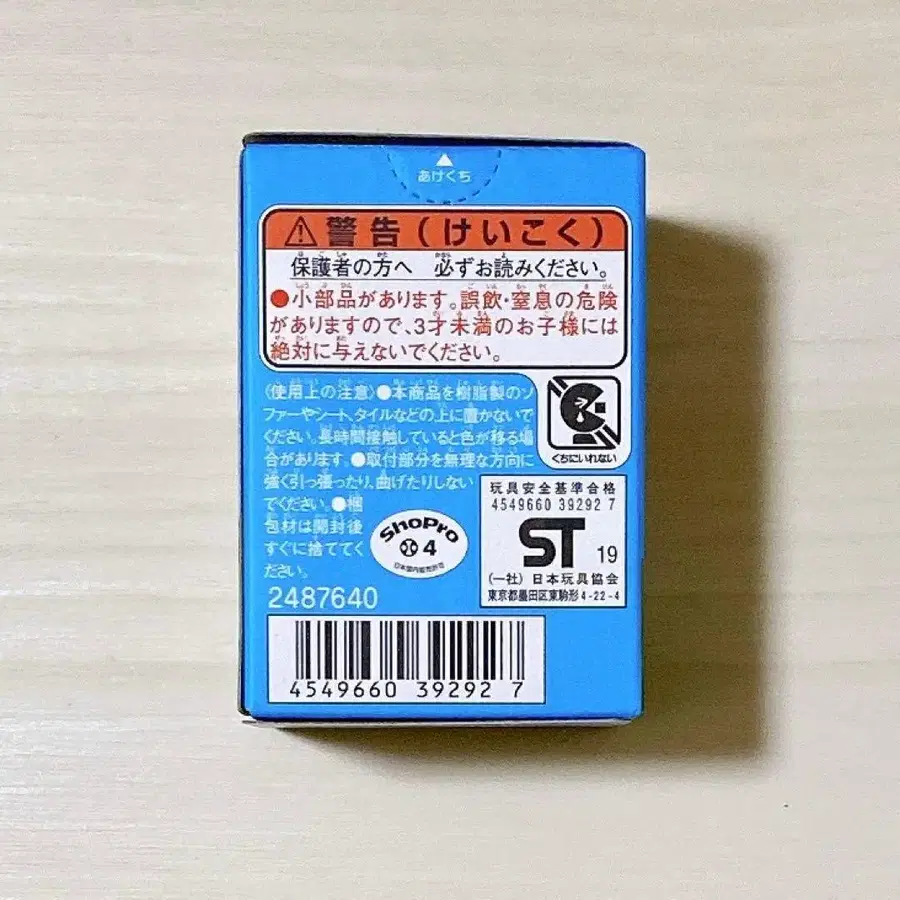 あけくち
⚠警告(けいこく)
保護者の方へ 必ずお読みください。
●小部品があります。誤飲・窒息の危険
がありますので、3才未満のお子様には
絶対に与えないでください。
〈使用上の注意〉●本商品を樹脂製のソ
ファーやシート、タイルなどの上に置かないで
ください。長時間接触していると色が移る場
合があります。●取付部分を無理な方向に
強く引っ張ったり、曲げたりしない
でください。●梱
包材は開封後
すぐに捨ててく
ださい。
くちにいれない
ShoPro
4
日本国内販売許可
玩具安全基準合格
4549660 39292 7
ST 19
(一社)日本玩具協会
東京都墨田区東駒形4-22-4
2487640
4549660 39292 7